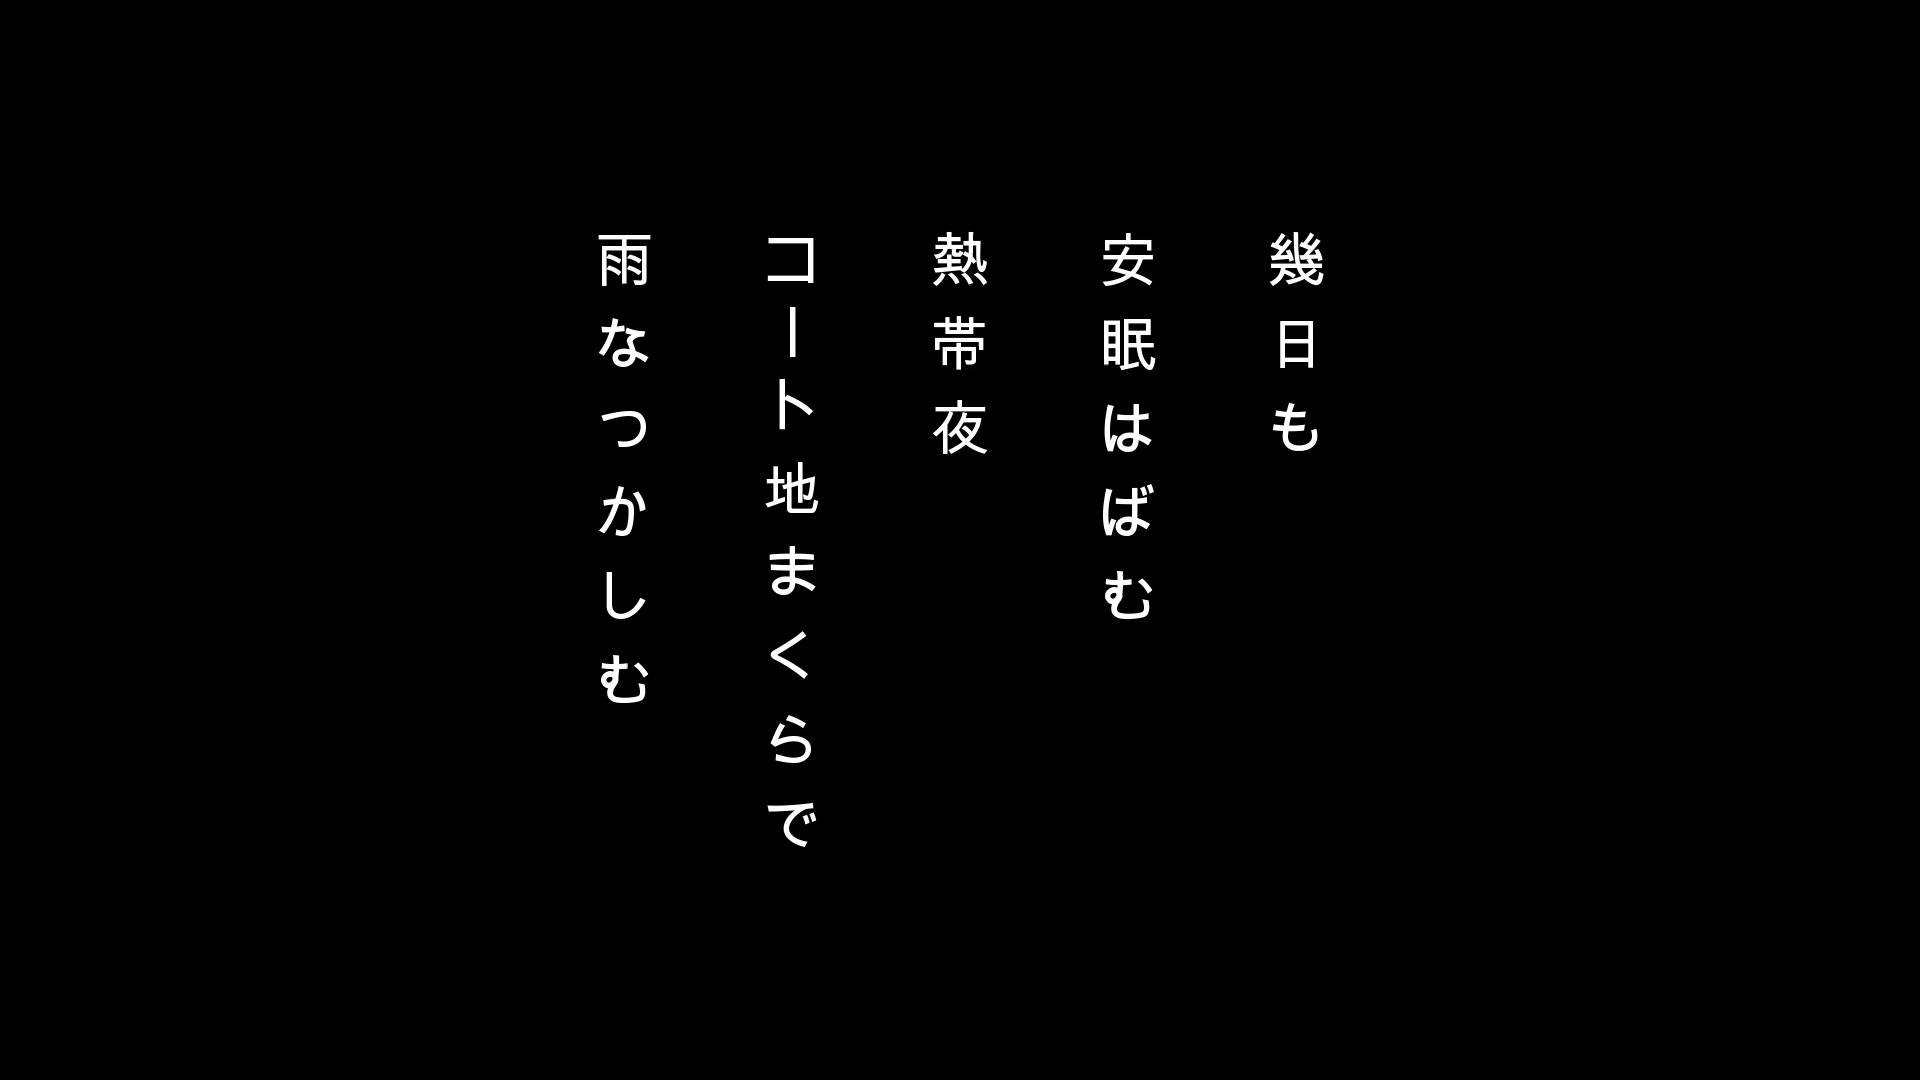 幾日も
安眠はばむ
熱帯夜
コート地まくらで
雨なつかしむ